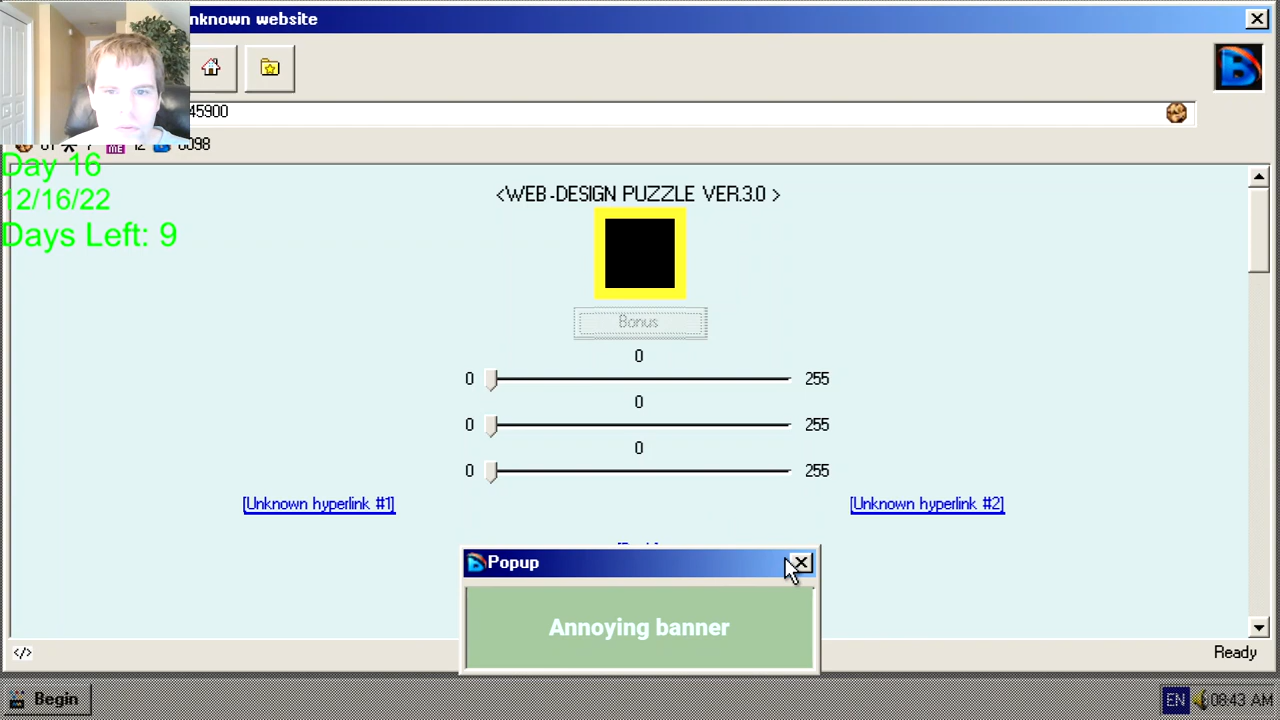 nknown website
45900
12
6098
Day 16
12/16/22
Days Left: 9
<WEB-DESIGN PUZZLE VER.3.0 >
Bonus
0
0 255
0
0 255
0
0 255
[Unknown hyperlink #1] [Unknown hyperlink #2]
Popup
Annoying banner
</> Ready
Begin EN 08:43 AM